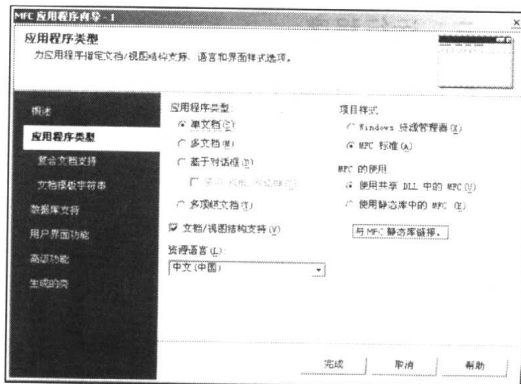 MFC 应用程序向导 - 1
应用程序类型
为应用程序指定文档/视图结构支持、语言和界面样式选项。
概述
应用程序类型
复合文档支持
文档模板字符串
数据库支持
用户界面功能
高级功能
生成的类
应用程序类型:
单文档(S)
多文档(M)
基于对话框(D)
多顶级文档(T)
文档/视图结构支持(V)
资源语言(L):
中文(中国)
项目样式
Windows 资源管理器(X)
MFC 标准(A)
MFC 的使用
使用共享 DLL 中的 MFC(U)
使用静态库中的 MFC (E)
与 MFC 静态库链接。
完成
取消
帮助